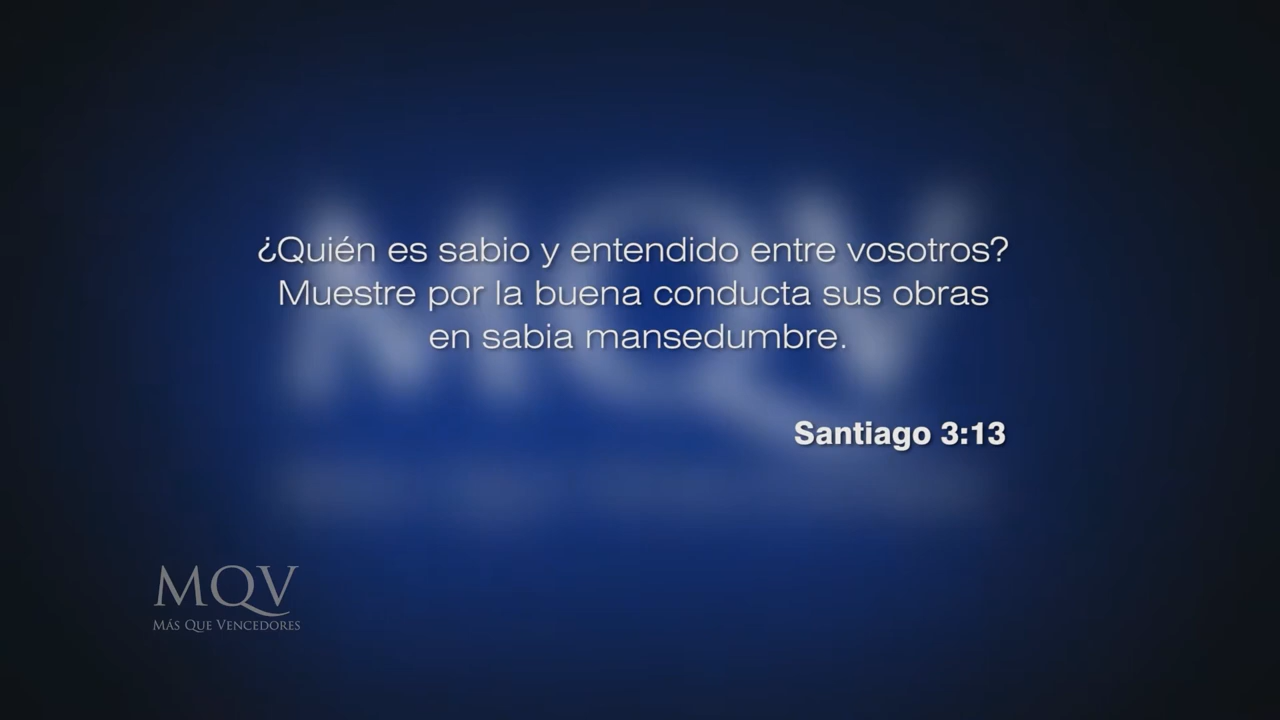 ¿Quién es sabio y entendido entre vosotros?
Muestre por la buena conducta sus obras
en sabia mansedumbre.
Santiago 3:13
MQV
MÁS QUE VENCEDORES